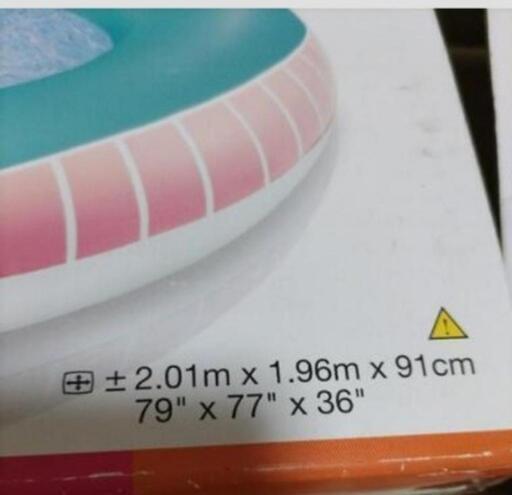 ± 2.01m x 1.96m x 91cm
79" x 77" x 36"